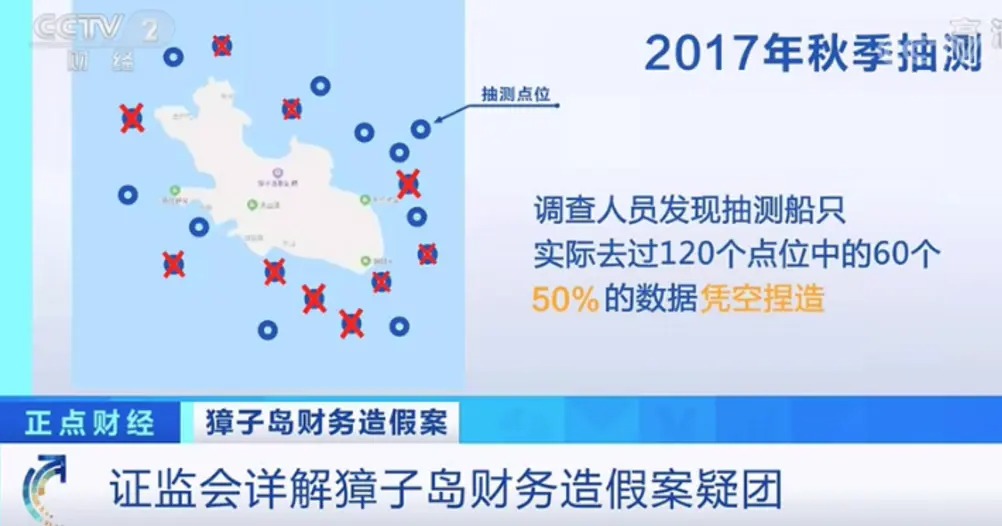 CCTV 2
财经
2017年秋季抽测
抽测点位
调查人员发现抽测船只
实际去过120个点位中的60个
50%的数据凭空捏造
正点财经
獐子岛财务造假案
证监会详解獐子岛财务造假案疑团